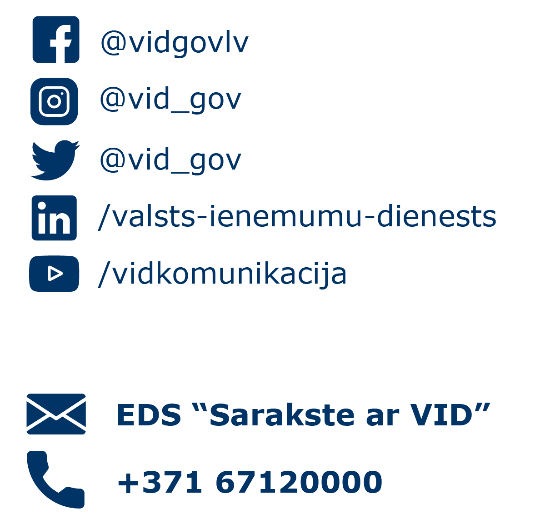 @vidgovlv
@vid_gov
@vid_gov
/valsts-ienemumu-dienests
/vidkomunikacija
EDS “Sarakste ar VID”
+371 67120000